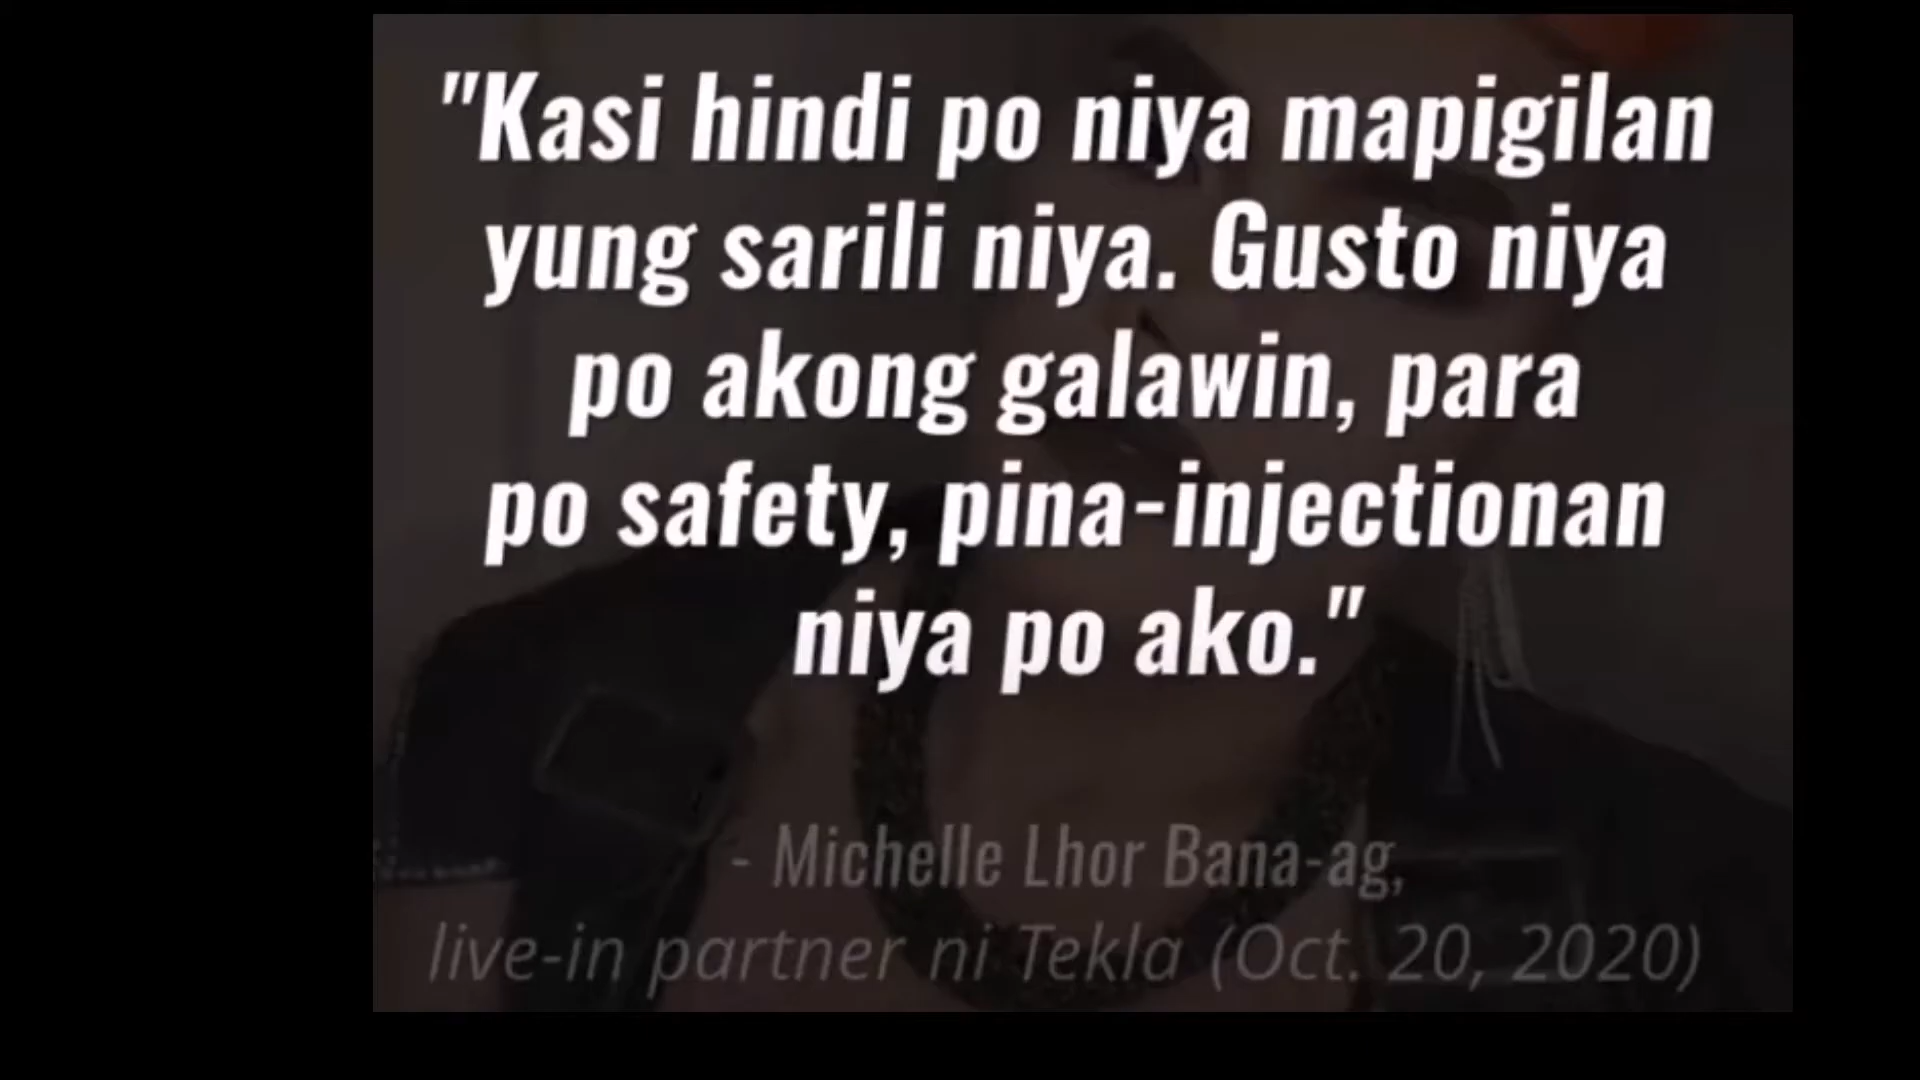 "Kasi hindi po niya mapigilan
yung sarili niya. Gusto niya
po akong galawin, para
po safety, pina-injectionan
niya po ako."
- Michelle Lhor Bana-ag,
live-in partner ni Tekla (Oct. 20, 2020)